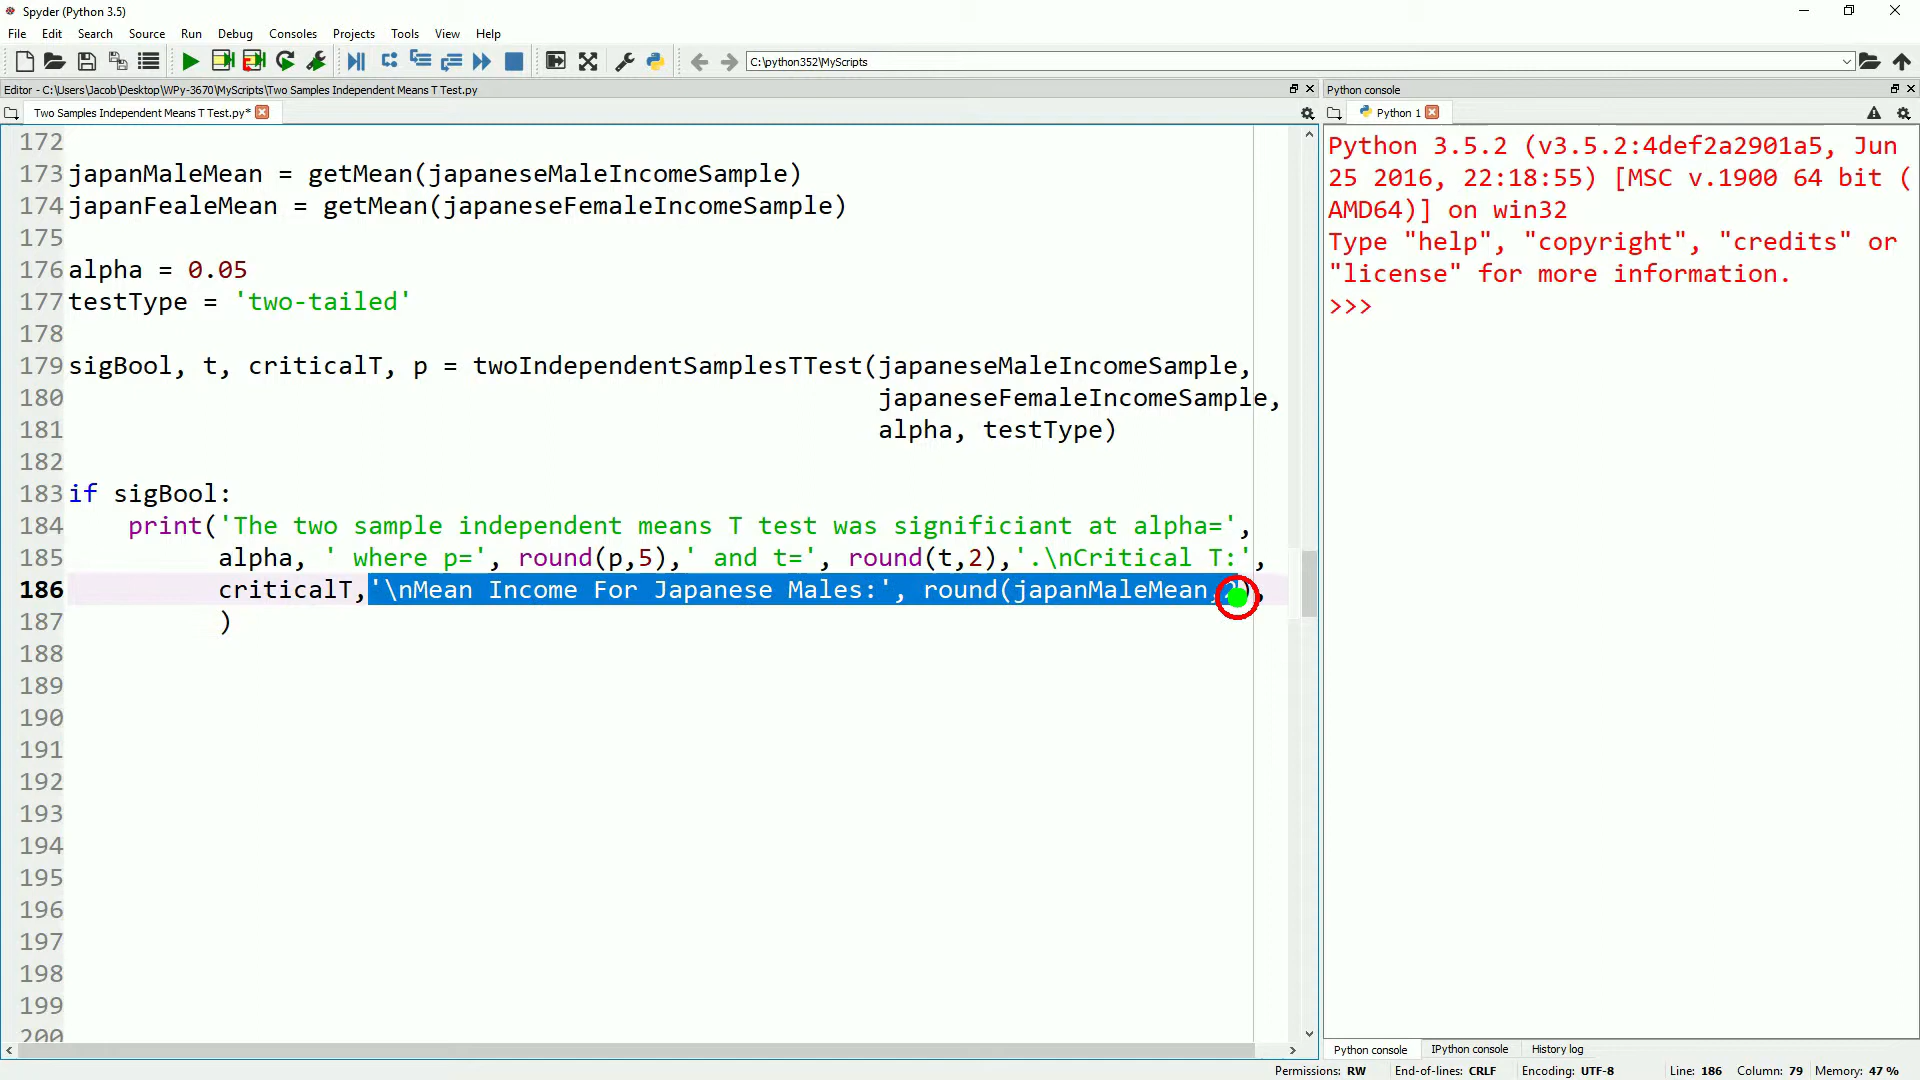 Spyder (Python 3.5)
File Edit Search Source Run Debug Consoles Projects Tools View Help
C:\python352\MyScripts
Editor - C:\Users\Jacob\Desktop\WPy-3670\MyScripts\Two Samples Independent Means T Test.py
Python console
Two Samples Independent Means T Test.py*
Python 1
172
173 japanMaleMean = getMean(japaneseMaleIncomeSample)
174 japanFealeMean = getMean(japaneseFemaleIncomeSample)
175
176 alpha = 0.05
177 testType = 'two-tailed'
178
179 sigBool, t, criticalT, p = twoIndependentSamplesTTest(japaneseMaleIncomeSample,
180 japaneseFemaleIncomeSample,
181 alpha, testType)
182
183 if sigBool:
184 print('The two sample independent means T test was significiant at alpha=',
185 alpha, ' where p=', round(p,5),' and t=', round(t,2),'.\nCritical T:',
186 criticalT,'\nMean Income For Japanese Males:', round(japanMaleMean,2),
187 )
188
189
190
191
192
193
194
195
196
197
198
199
200
Python 3.5.2 (v3.5.2:4def2a2901a5, Jun
25 2016, 22:18:55) [MSC v.1900 64 bit (
AMD64)] on win32
Type "help", "copyright", "credits" or
"license" for more information.
>>>
Python console IPython console History log
Permissions: RW End-of-lines: CRLF Encoding: UTF-8 Line: 186 Column: 79 Memory: 47 %